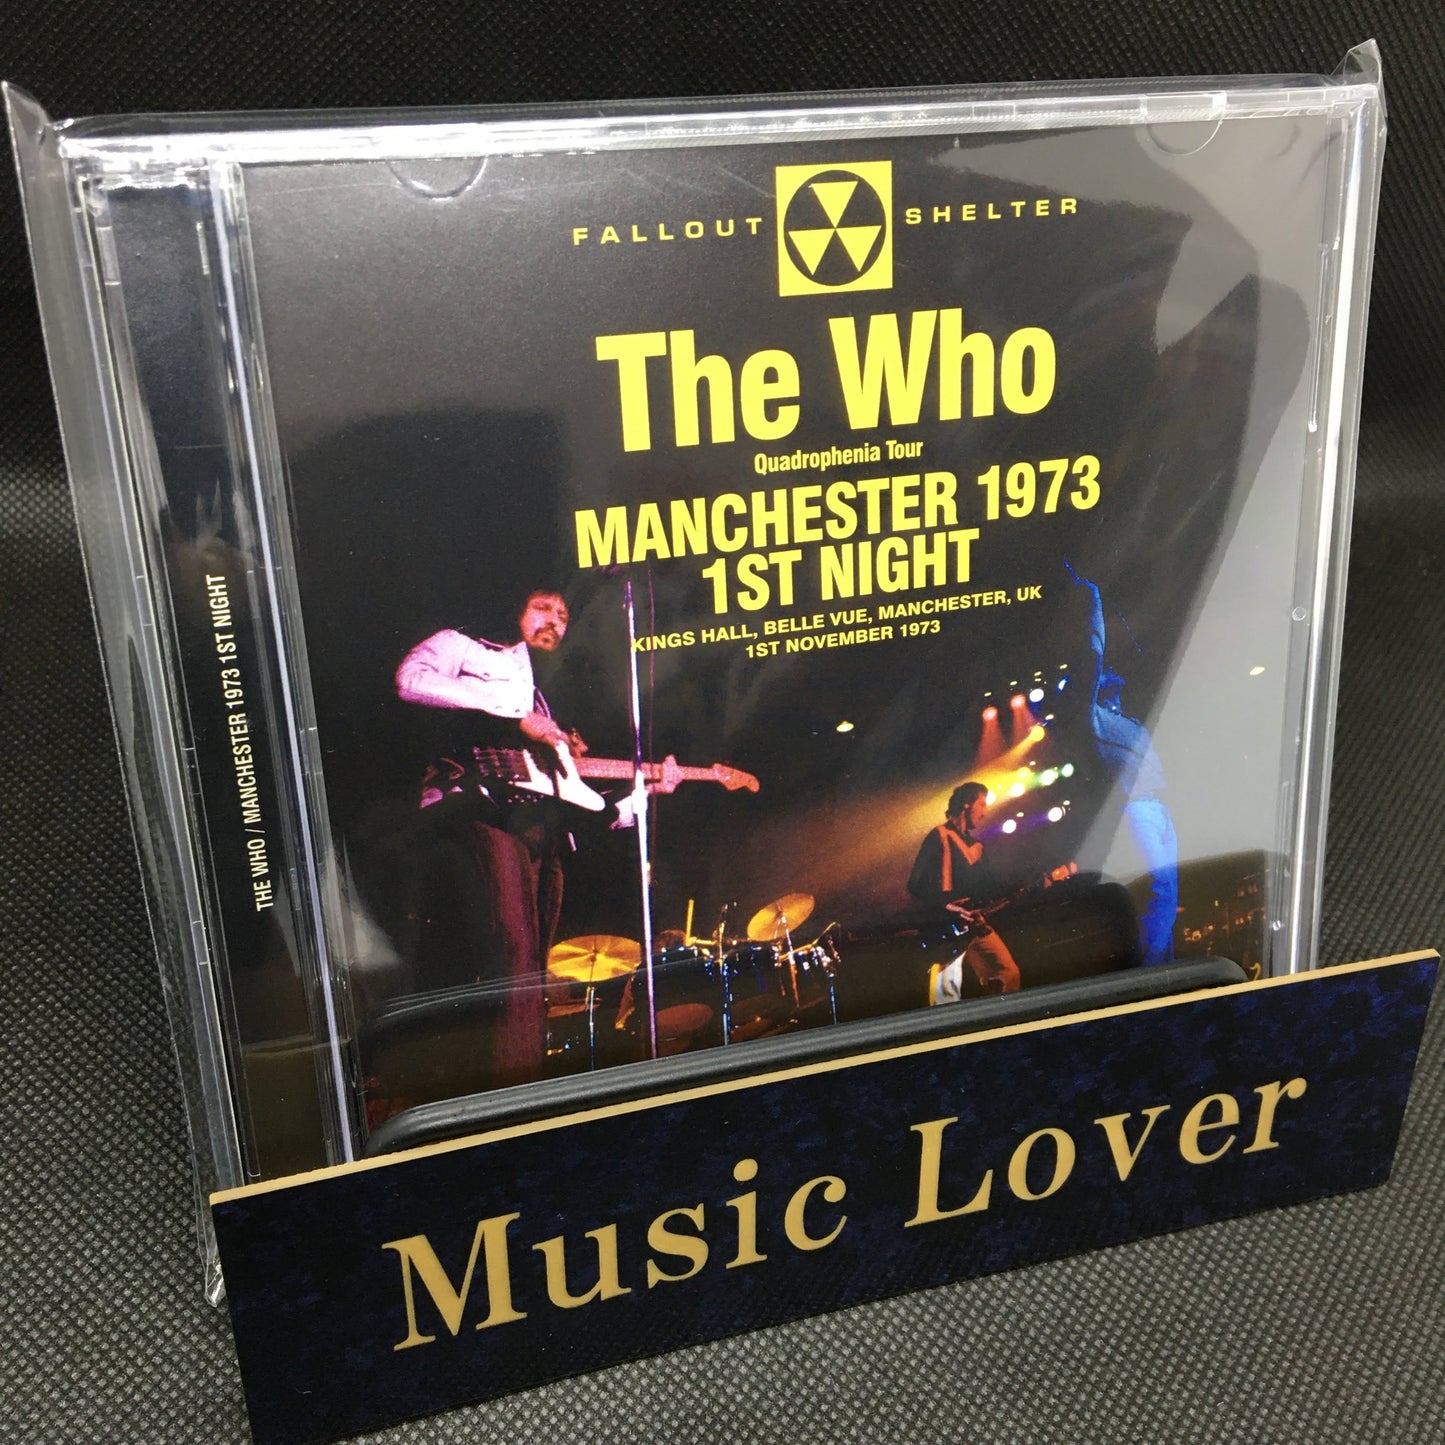 FALLOUT SHELTER
The Who
Quadrophenia Tour
MANCHESTER 1973
1ST NIGHT
KINGS HALL, BELLE VUE, MANCHESTER, UK
1ST NOVEMBER 1973
THE WHO / MANCHESTER 1973 1ST NIGHT
Music Lover